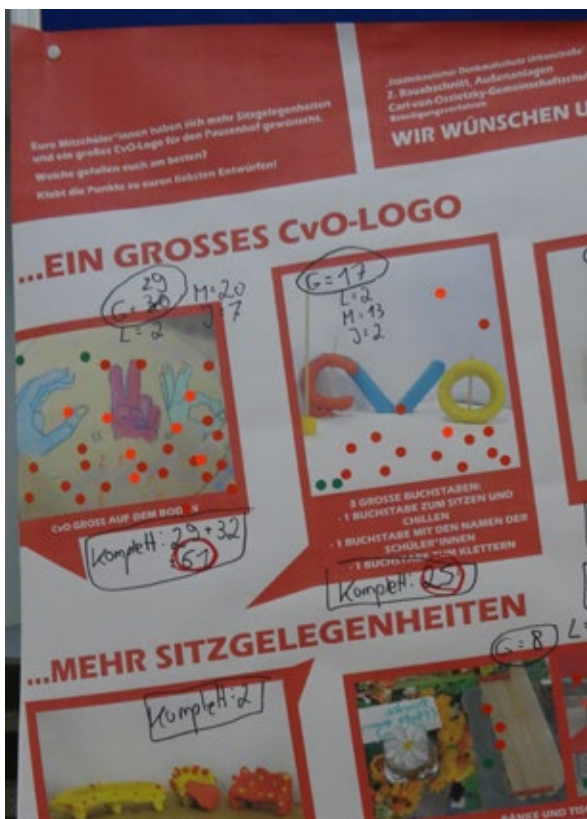 Eure Mitschüler*innen haben sich mehr Sitzgelegenheiten
und ein großes CvO-Logo für den Pausenhof gewünscht.
Welche gefallen euch am besten?
Klebt die Punkte zu euren liebsten Entwürfen!
„Städtebaulicher Denkmalschutz Urbanstraße“
2. Bauabschnitt, Außenanlagen
Carl-von-Ossietzky-Gemeinschaftsschu
Beteiligungsverfahren
WIR WÜNSCHEN U
...EIN GROSSES CvO-LOGO
29
G=30
L=2
M=20
J=7
G=17
L=2
M=13
J=2
CvO GROSS AUF DEM BODEN
Komplett: 29+32
=61
3 GROSSE BUCHSTABEN:
- 1 BUCHSTABE ZUM SITZEN UND
CHILLEN
- 1 BUCHSTABE MIT DEN NAMEN DER
SCHÜLER*INNEN
- 1 BUCHSTABE ZUM KLETTERN
Komplett: 25
...MEHR SITZGELEGENHEITEN
G=8
L=
Komplett: 2
BÄNKE UND TISC